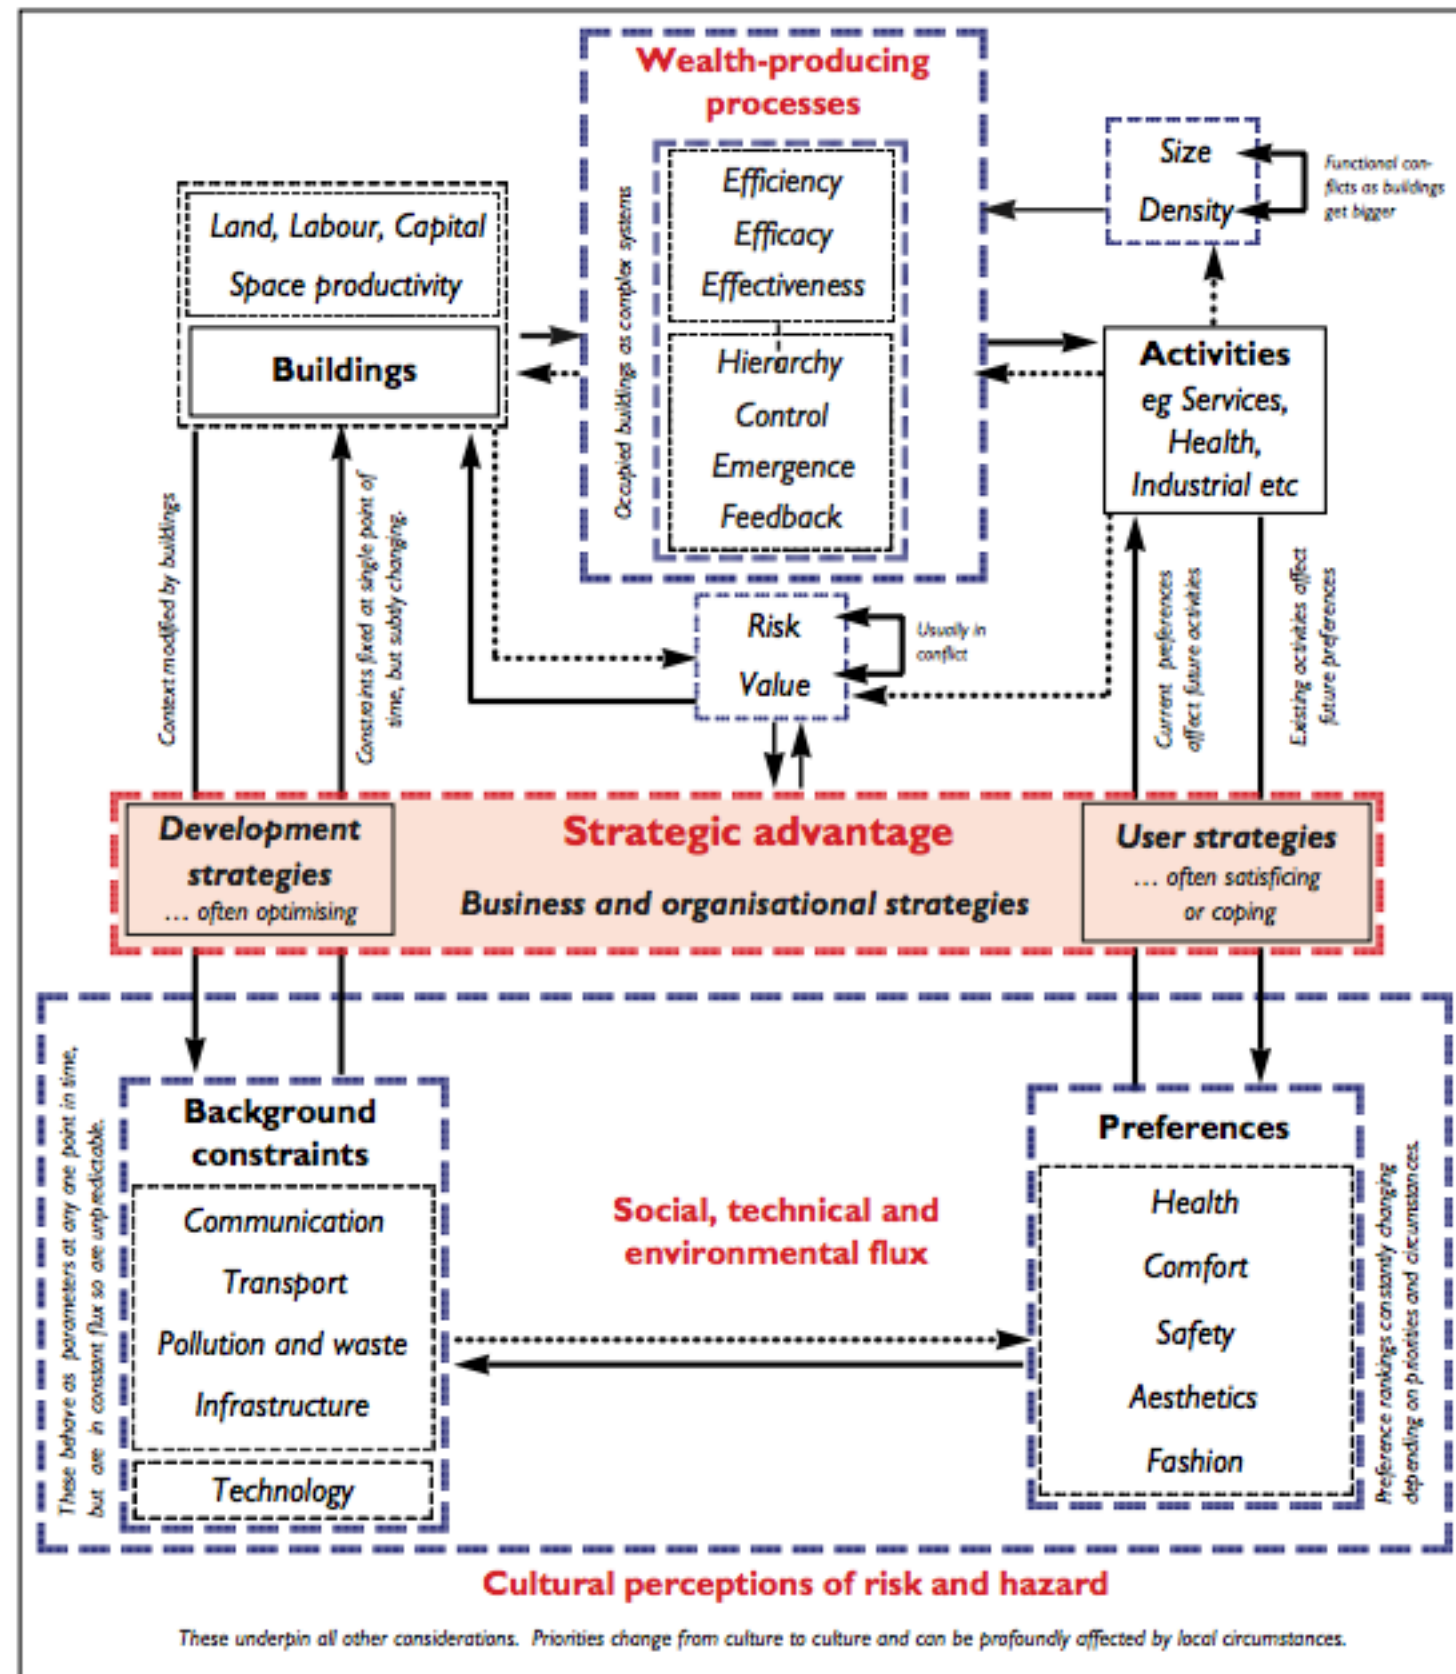 Wealth-producing
processes
Occupied buildings as complex systems
Efficiency
Efficacy
Effectiveness
Hierarchy
Control
Emergence
Feedback
Land, Labour, Capital
Space productivity
Buildings
Size
Density
Functional con-
flicts as buildings
get bigger
Activities
eg Services,
Health,
Industrial etc
Context modified by buildings
Constraints fixed at single point of
time, but subtly changing.
Risk
Value
Usually in
conflict
Current preferences
affect future activities
Existing activities affect
future preferences
Development
strategies
... often optimising
Strategic advantage
Business and organisational strategies
User strategies
... often satisficing
or coping
These behave as parameters at any one point in time,
but are in constant flux so are unpredictable.
Background
constraints
Communication
Transport
Pollution and waste
Infrastructure
Technology
Social, technical and
environmental flux
Preferences
Health
Comfort
Safety
Aesthetics
Fashion
Preference rankings constantly changing
depending on priorities and circumstances.
Cultural perceptions of risk and hazard
These underpin all other considerations. Priorities change from culture to culture and can be profoundly affected by local circumstances.